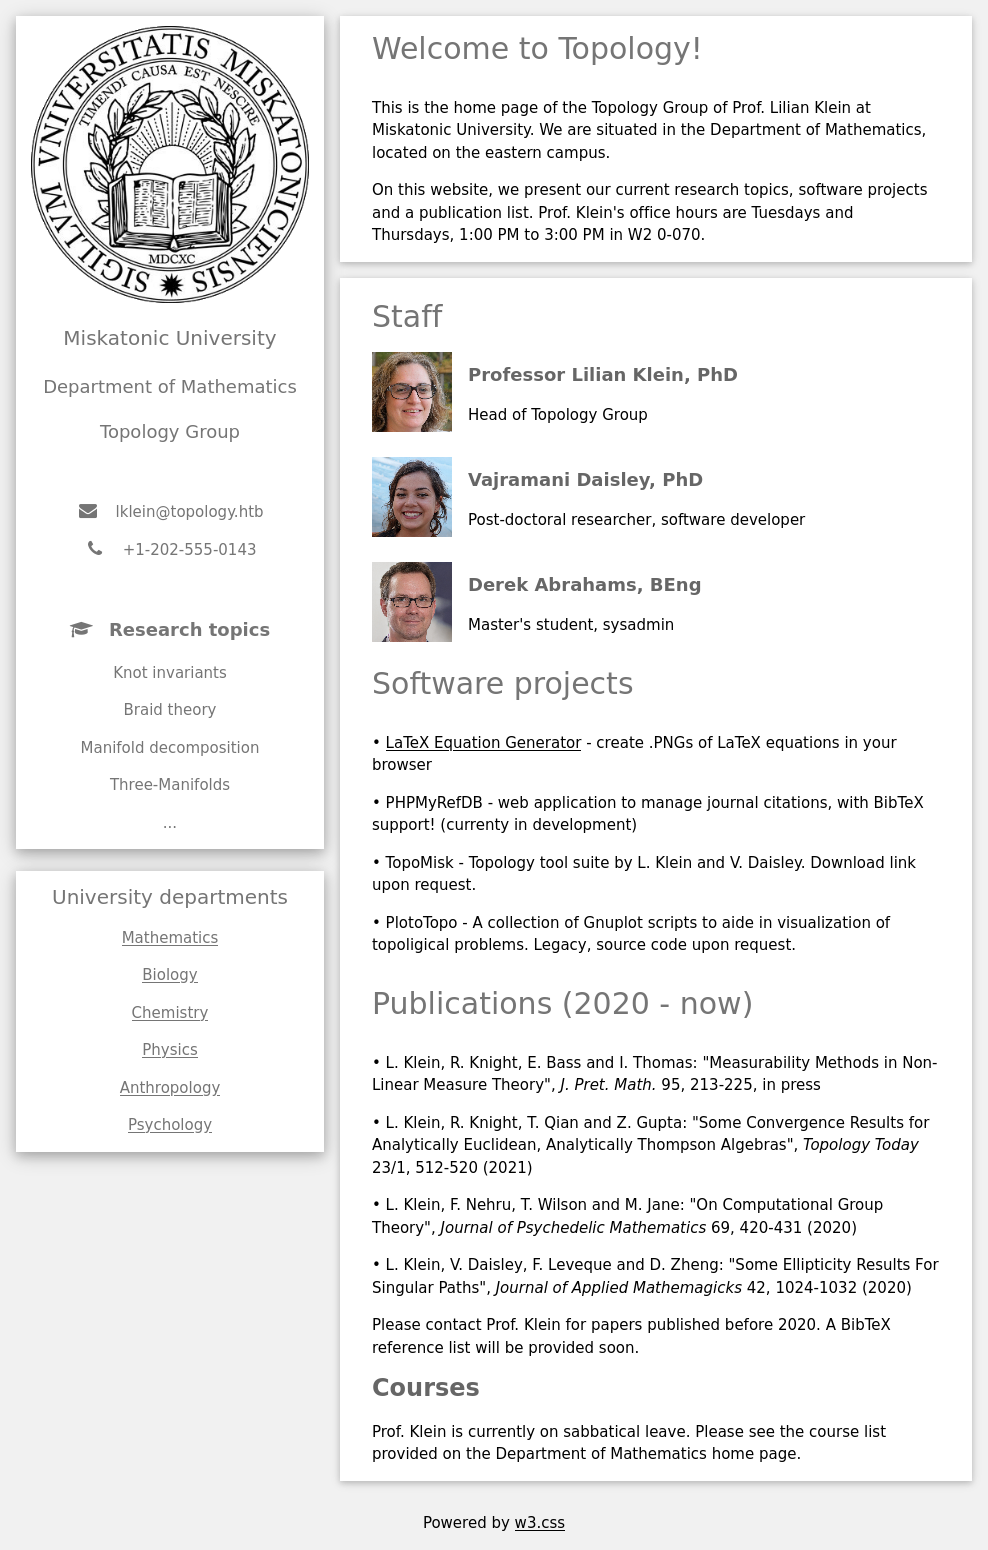 SIGILLVM VNIVERSITATIS MISKATONICIENSIS
TIMENDI CAUSA EST NESCIRE
MDCXC
Miskatonic University
Department of Mathematics
Topology Group
lklein@topology.htb
+1-202-555-0143
Research topics
Knot invariants
Braid theory
Manifold decomposition
Three-Manifolds
...
University departments
Mathematics
Biology
Chemistry
Physics
Anthropology
Psychology
Welcome to Topology!
This is the home page of the Topology Group of Prof. Lilian Klein at
Miskatonic University. We are situated in the Department of Mathematics,
located on the eastern campus.
On this website, we present our current research topics, software projects
and a publication list. Prof. Klein's office hours are Tuesdays and
Thursdays, 1:00 PM to 3:00 PM in W2 0-070.
Staff
Professor Lilian Klein, PhD
Head of Topology Group
Vajramani Daisley, PhD
Post-doctoral researcher, software developer
Derek Abrahams, BEng
Master's student, sysadmin
Software projects
• LaTeX Equation Generator - create .PNGs of LaTeX equations in your
browser
• PHPMyRefDB - web application to manage journal citations, with BibTeX
support! (currenty in development)
• TopoMisk - Topology tool suite by L. Klein and V. Daisley. Download link
upon request.
• PlotoTopo - A collection of Gnuplot scripts to aide in visualization of
topoligical problems. Legacy, source code upon request.
Publications (2020 - now)
• L. Klein, R. Knight, E. Bass and I. Thomas: "Measurability Methods in Non-
Linear Measure Theory", J. Pret. Math. 95, 213-225, in press
• L. Klein, R. Knight, T. Qian and Z. Gupta: "Some Convergence Results for
Analytically Euclidean, Analytically Thompson Algebras", Topology Today
23/1, 512-520 (2021)
• L. Klein, F. Nehru, T. Wilson and M. Jane: "On Computational Group
Theory", Journal of Psychedelic Mathematics 69, 420-431 (2020)
• L. Klein, V. Daisley, F. Leveque and D. Zheng: "Some Ellipticity Results For
Singular Paths", Journal of Applied Mathemagicks 42, 1024-1032 (2020)
Please contact Prof. Klein for papers published before 2020. A BibTeX
reference list will be provided soon.
Courses
Prof. Klein is currently on sabbatical leave. Please see the course list
provided on the Department of Mathematics home page.
Powered by w3.css